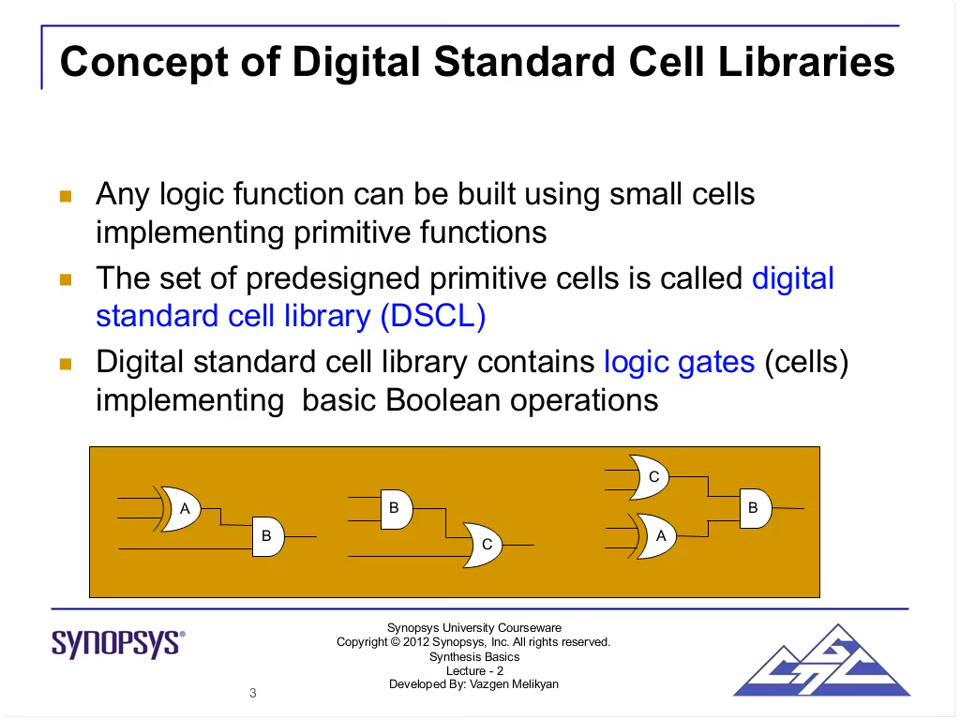 Concept of Digital Standard Cell Libraries
Any logic function can be built using small cells
implementing primitive functions
The set of predesigned primitive cells is called digital
standard cell library (DSCL)
Digital standard cell library contains logic gates (cells)
implementing  basic Boolean operations
A
B
B
C
C
A
B
SYNOPSYS®
Synopsys University Courseware
Copyright © 2012 Synopsys, Inc. All rights reserved.
Synthesis Basics
Lecture - 2
Developed By: Vazgen Melikyan
3